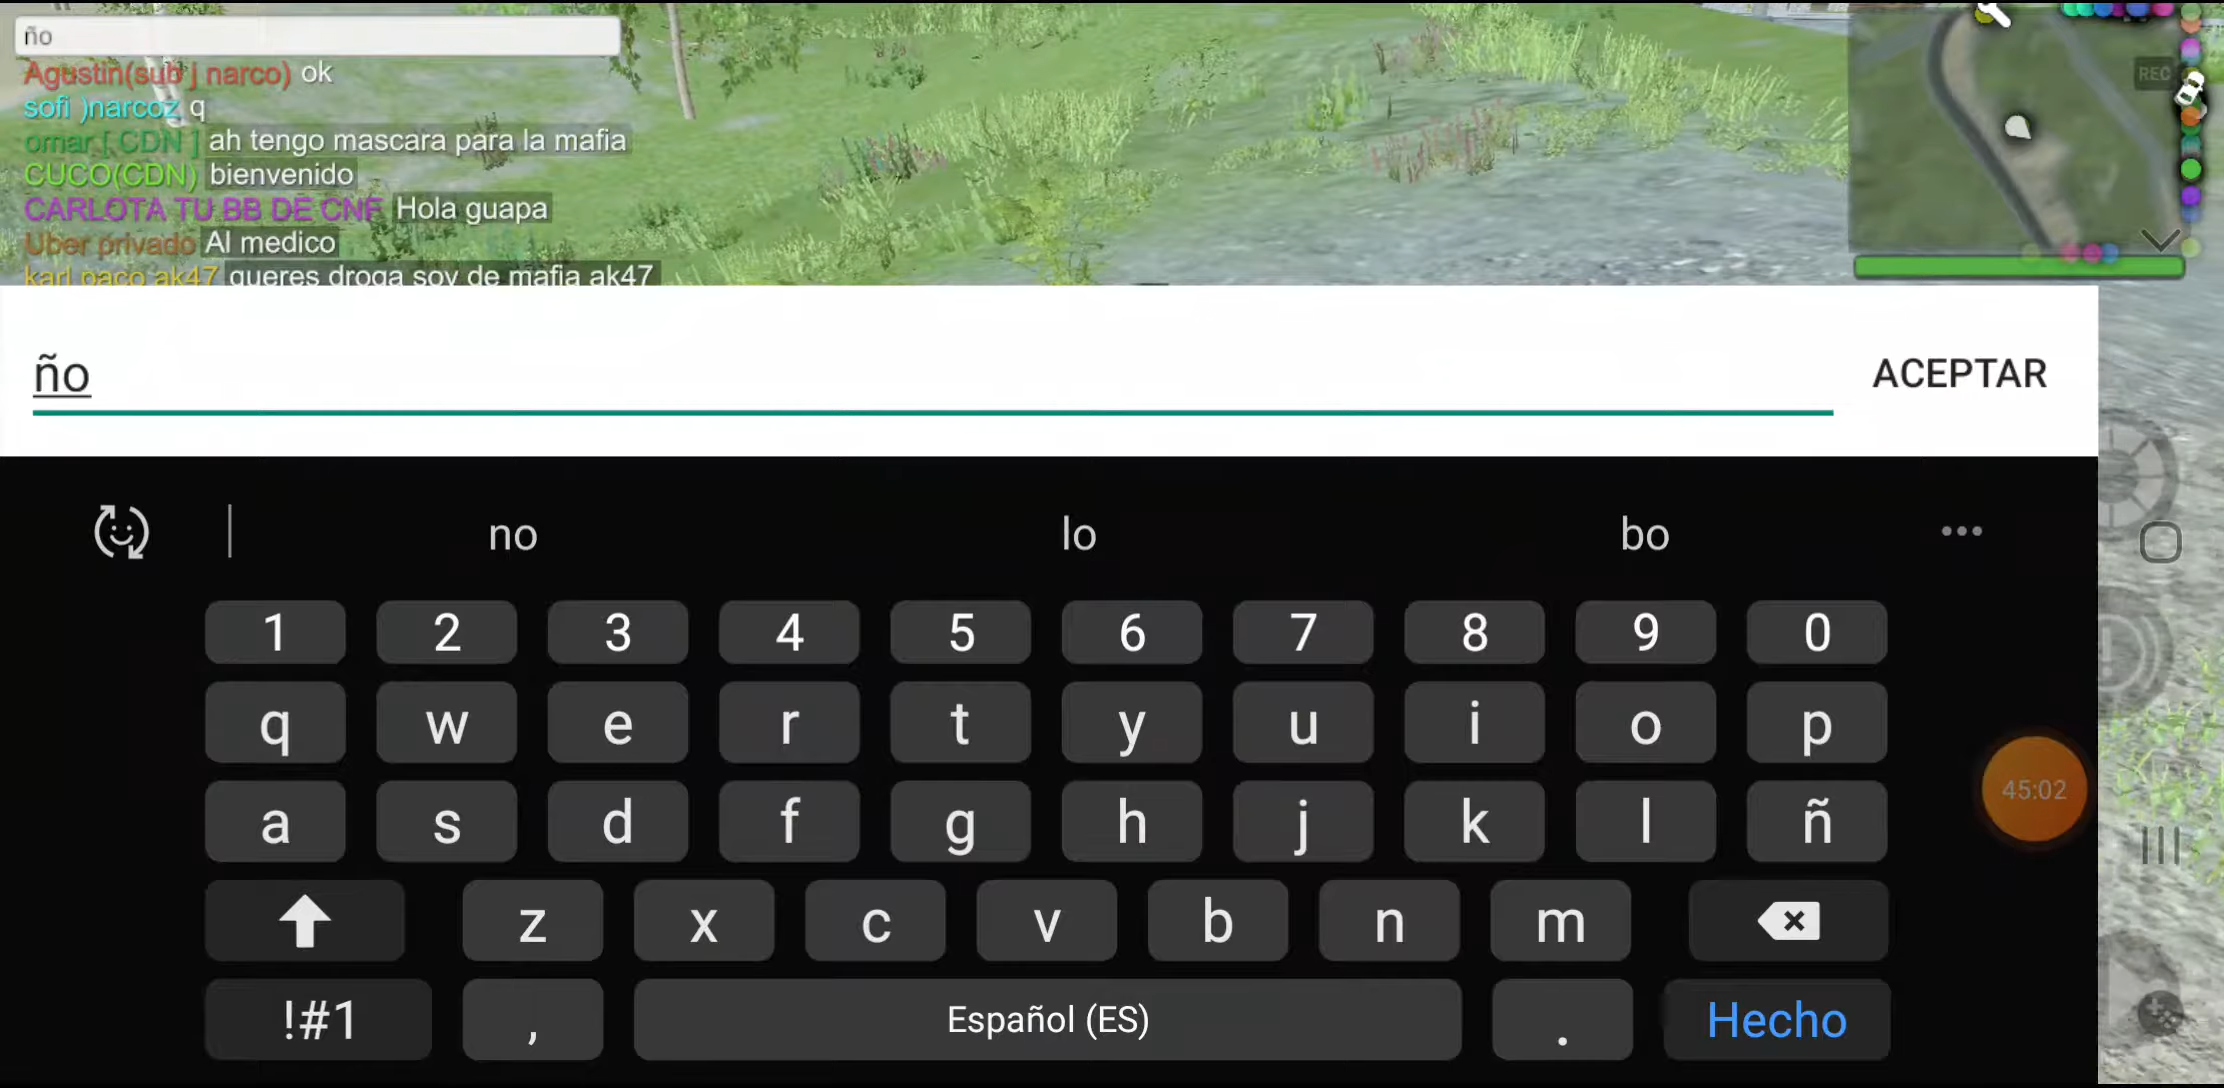 ño
Agustin(sub j narco) ok
sofi )narcoz q
omar [ CDN ] ah tengo mascara para la mafia
CUCO(CDN) bienvenido
CARLOTA TU BB DE CNF Hola guapa
Uber privado Al medico
karl paco ak47 queres droga soy de mafia ak47
REC
ño
ACEPTAR
no lo bo
1 2 3 4 5 6 7 8 9 0
q w e r t y u i o p
a s d f g h j k l ñ
45:02
z x c v b n m
!#1 , Español (ES) . Hecho